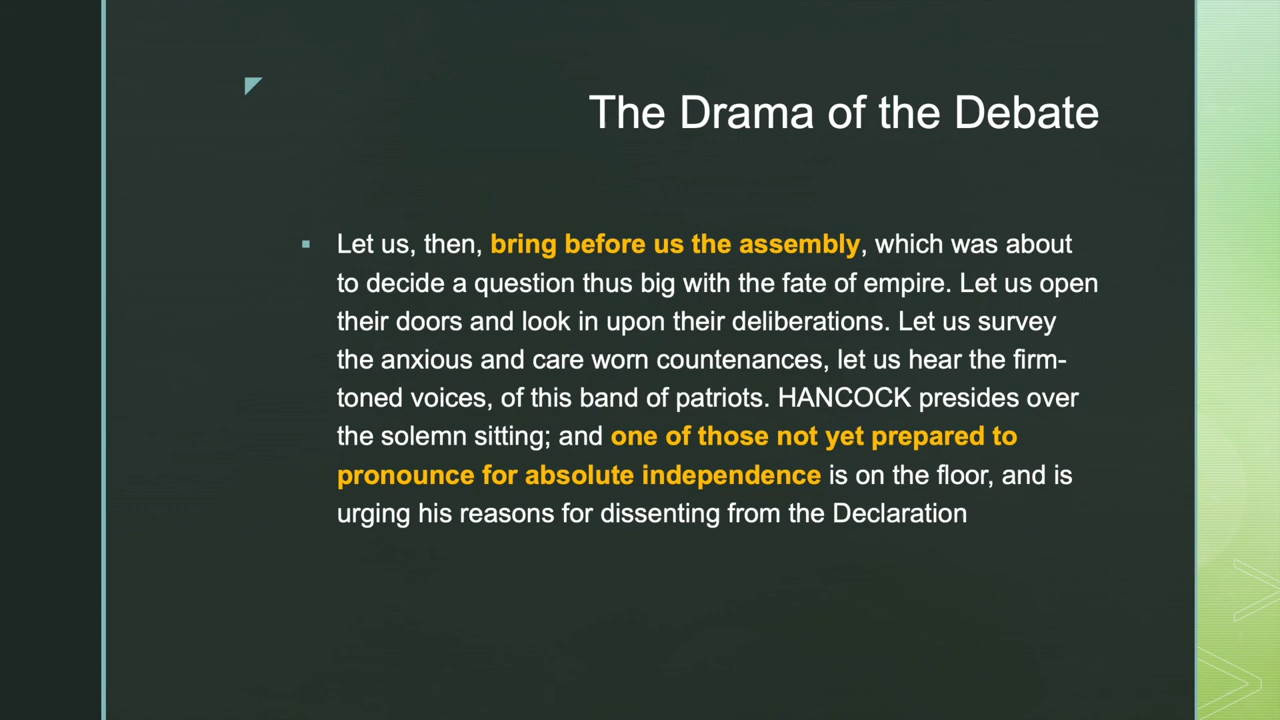 The Drama of the Debate
▪ Let us, then, bring before us the assembly, which was about
to decide a question thus big with the fate of empire. Let us open
their doors and look in upon their deliberations. Let us survey
the anxious and care worn countenances, let us hear the firm-
toned voices, of this band of patriots. HANCOCK presides over
the solemn sitting; and one of those not yet prepared to
pronounce for absolute independence is on the floor, and is
urging his reasons for dissenting from the Declaration